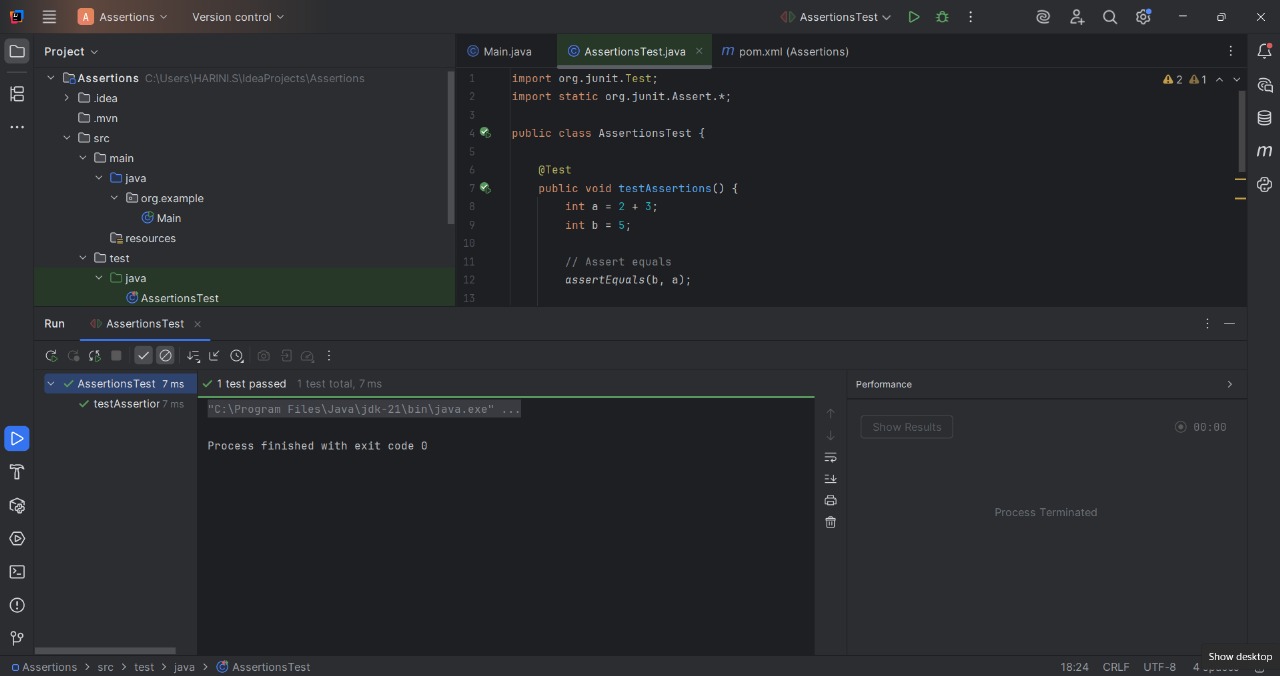 A Assertions Version control AssertionsTest
Project
Main.java AssertionsTest.java pom.xml (Assertions)
Assertions C:\Users\HARINI.S\IdeaProjects\Assertions
.idea
.mvn
src
main
java
org.example
Main
resources
test
java
AssertionsTest
1 import org.junit.Test;
2 import static org.junit.Assert.*;
3
4 public class AssertionsTest {
5
6 @Test
7 public void testAssertions() {
8 int a = 2 + 3;
9 int b = 5;
10
11 // Assert equals
12 assertEquals(b, a);
13
2 1
Run AssertionsTest
AssertionsTest 7 ms
testAssertior 7 ms
1 test passed 1 test total, 7 ms
"C:\Program Files\Java\jdk-21\bin\java.exe" ...
Process finished with exit code 0
Performance
Show Results 00:00
Process Terminated
Show desktop
Assertions > src > test > java > AssertionsTest
18:24 CRLF UTF-8 4